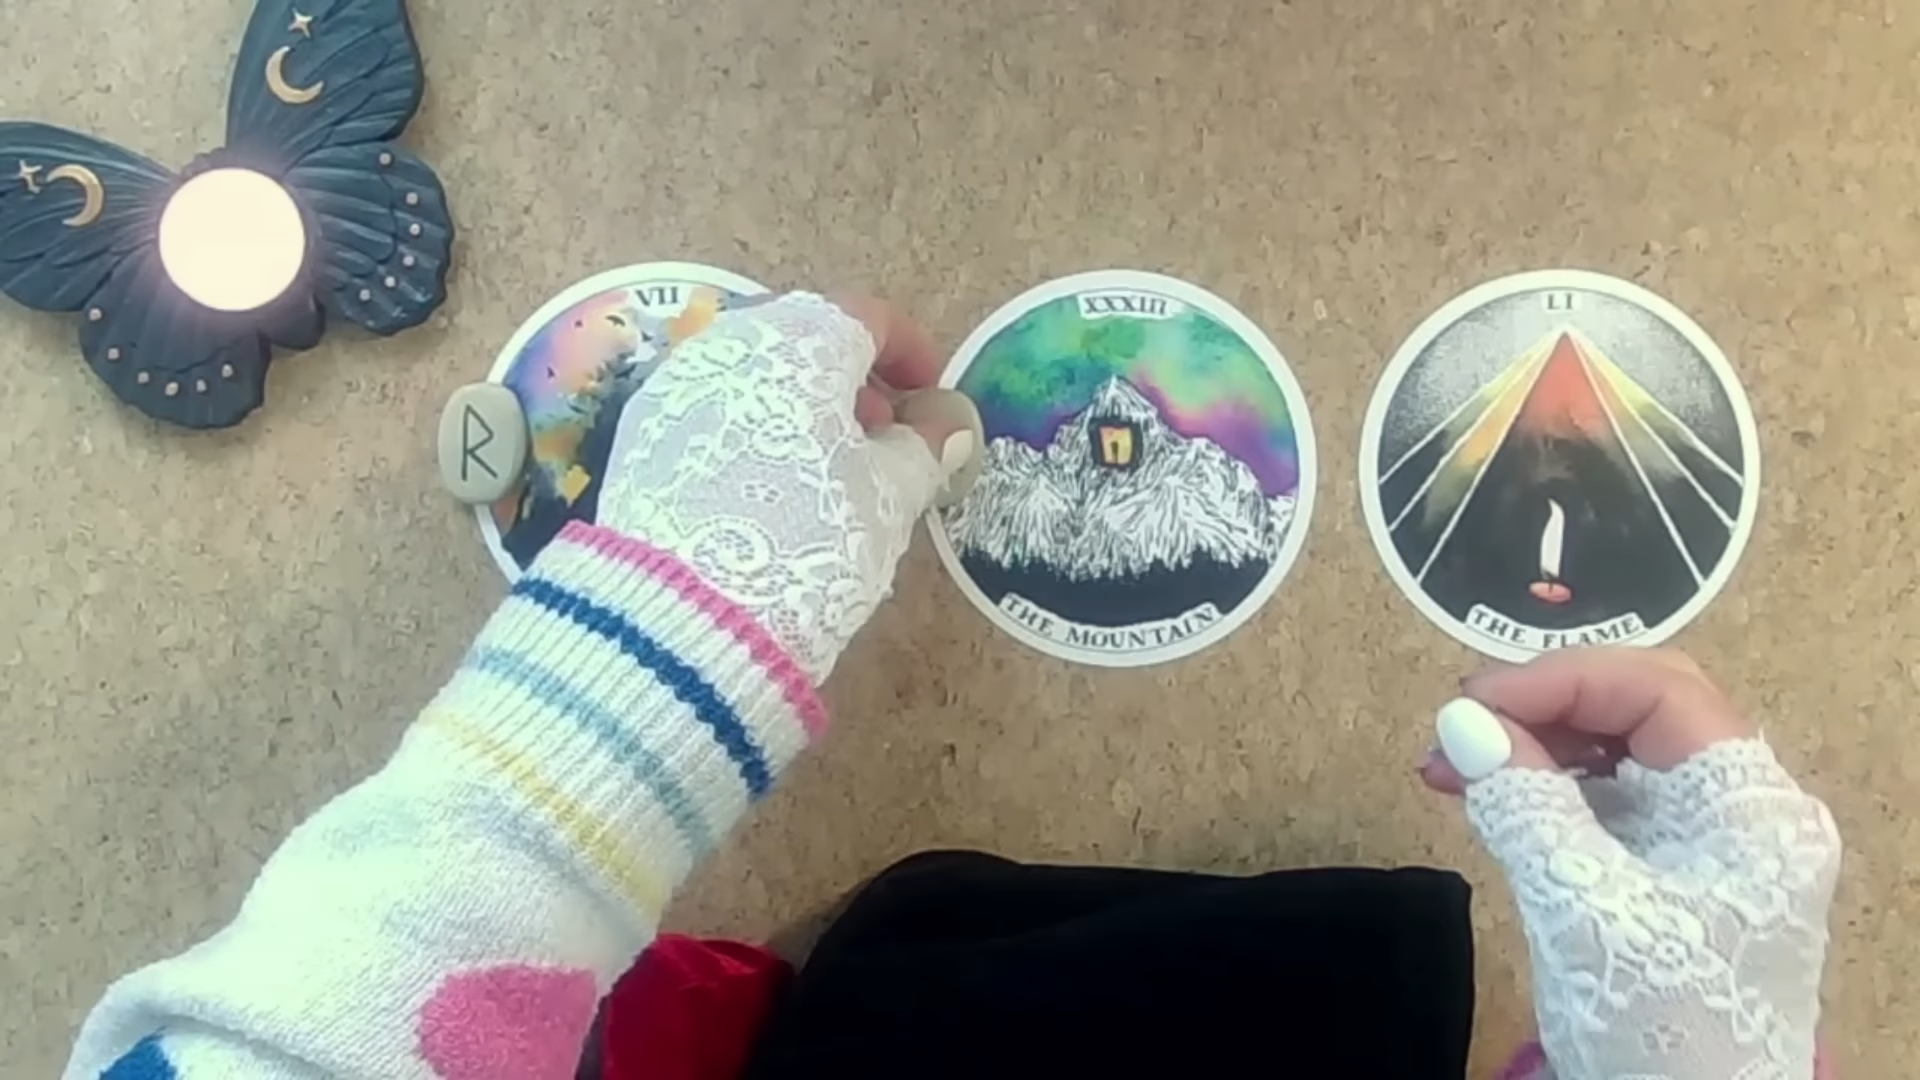 VII
XXXIII
LI
ᚱ
THE MOUNTAIN
THE FLAME